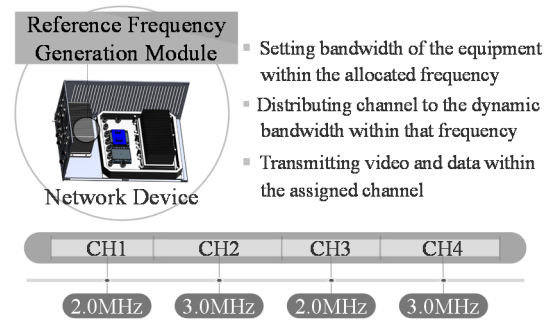 Reference Frequency
Generation Module
Network Device
▪ Setting bandwidth of the equipment
within the allocated frequency
▪ Distributing channel to the dynamic
bandwidth within that frequency
▪ Transmitting video and data within
the assigned channel
CH1 CH2 CH3 CH4
2.0MHz 3.0MHz 2.0MHz 3.0MHz